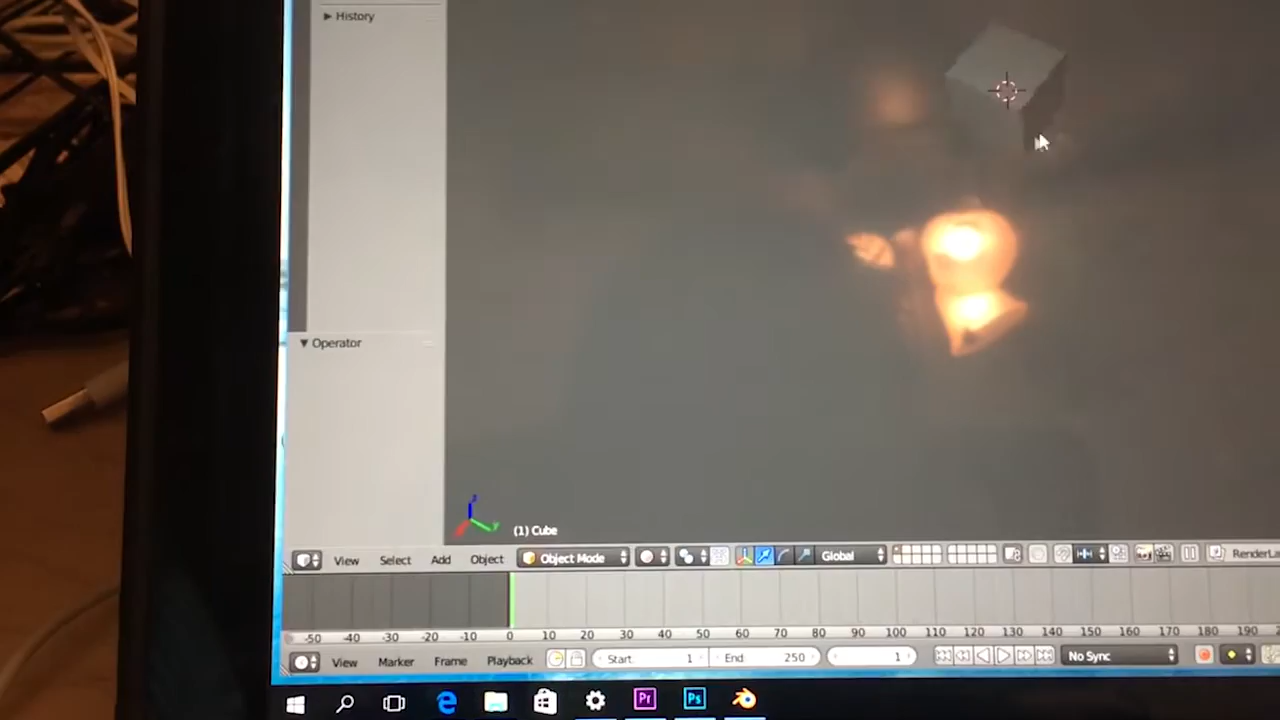 History
Operator
z
y
(1) Cube
View Select Add Object Object Mode Global RenderLa
-50 -40 -30 -20 -10 0 10 20 30 40 50 60 70 80 90 100 110 120 130 140 150 160 170 180 190
View Marker Frame Playback Start: 1 End: 250 1 No Sync
Pr Ps